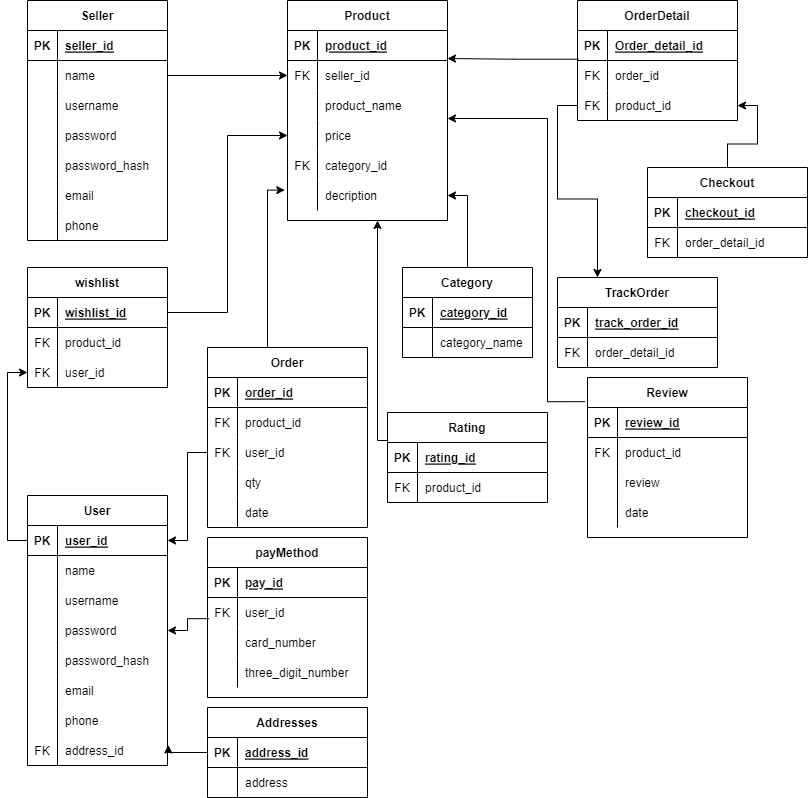 Seller
PK seller_id
name
username
password
password_hash
email
phone
Product
PK product_id
FK seller_id
product_name
price
FK category_id
decription
OrderDetail
PK Order_detail_id
FK order_id
FK product_id
Checkout
PK checkout_id
FK order_detail_id
wishlist
PK wishlist_id
FK product_id
FK user_id
Category
PK category_id
category_name
TrackOrder
PK track_order_id
FK order_detail_id
Order
PK order_id
FK product_id
FK user_id
qty
date
Rating
PK rating_id
FK product_id
Review
PK review_id
FK product_id
review
date
User
PK user_id
name
username
password
password_hash
email
phone
FK address_id
payMethod
PK pay_id
FK user_id
card_number
three_digit_number
Addresses
PK address_id
address